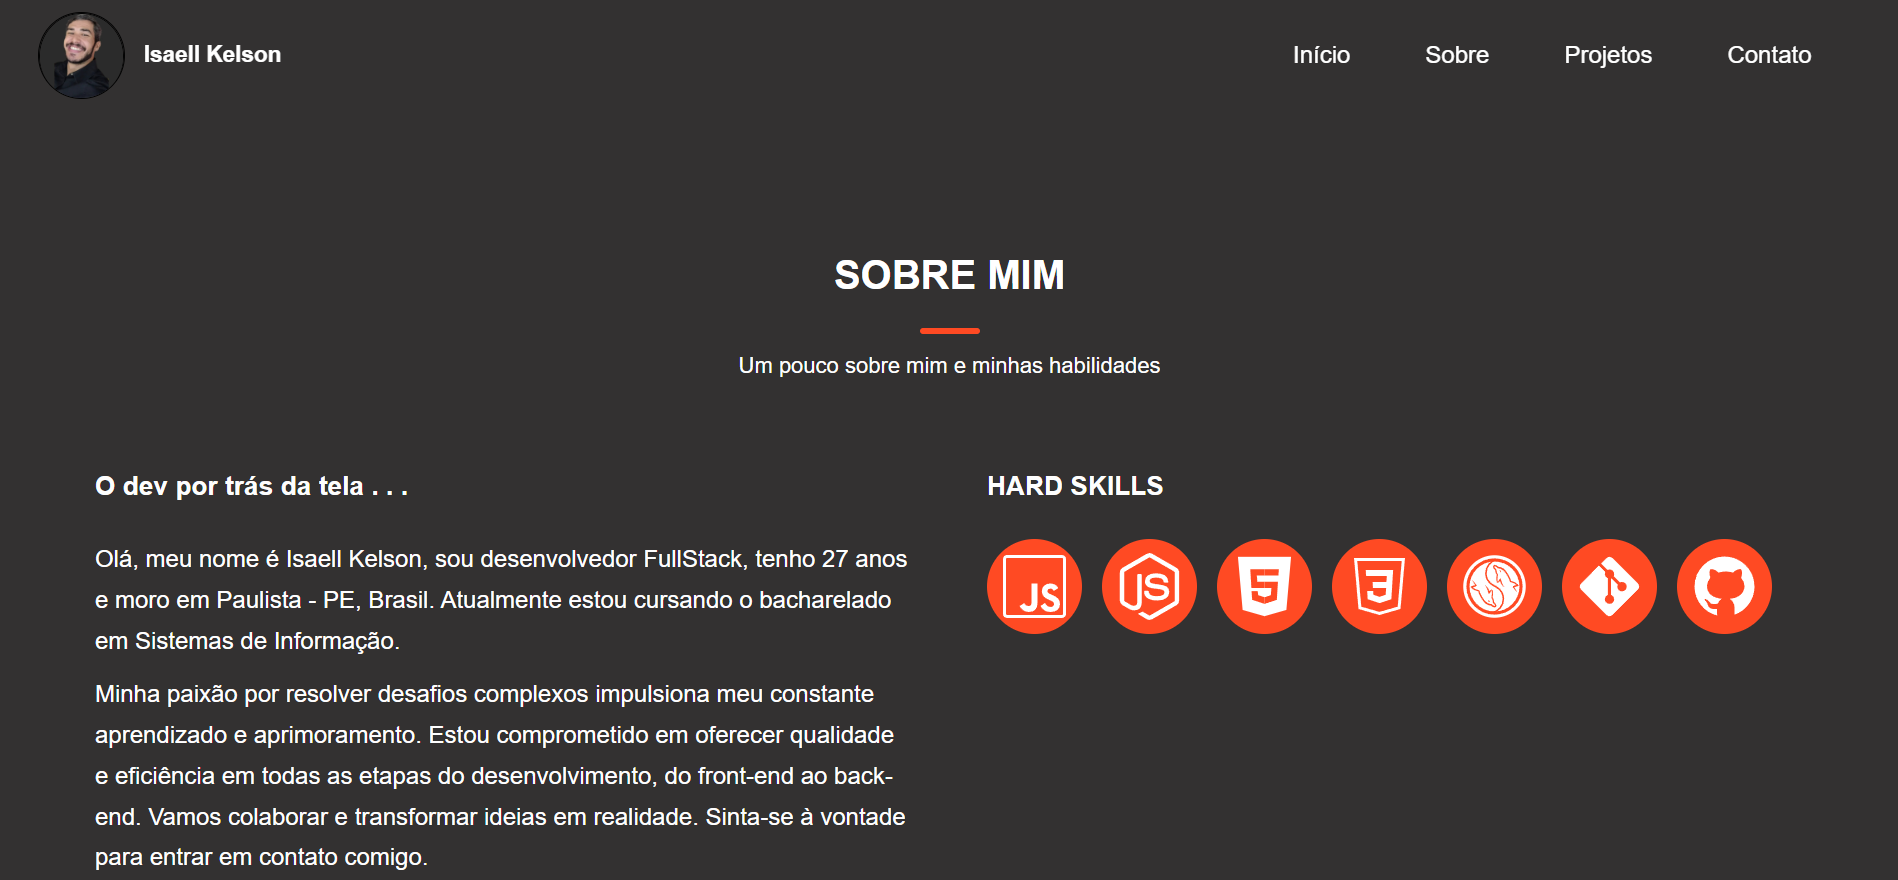 Isaell Kelson
Início
Sobre
Projetos
Contato
SOBRE MIM
Um pouco sobre mim e minhas habilidades
O dev por trás da tela . . .
Olá, meu nome é Isaell Kelson, sou desenvolvedor FullStack, tenho 27 anos
e moro em Paulista - PE, Brasil. Atualmente estou cursando o bacharelado
em Sistemas de Informação.
Minha paixão por resolver desafios complexos impulsiona meu constante
aprendizado e aprimoramento. Estou comprometido em oferecer qualidade
e eficiência em todas as etapas do desenvolvimento, do front-end ao back-
end. Vamos colaborar e transformar ideias em realidade. Sinta-se à vontade
para entrar em contato comigo.
HARD SKILLS
JS
JS
5
3